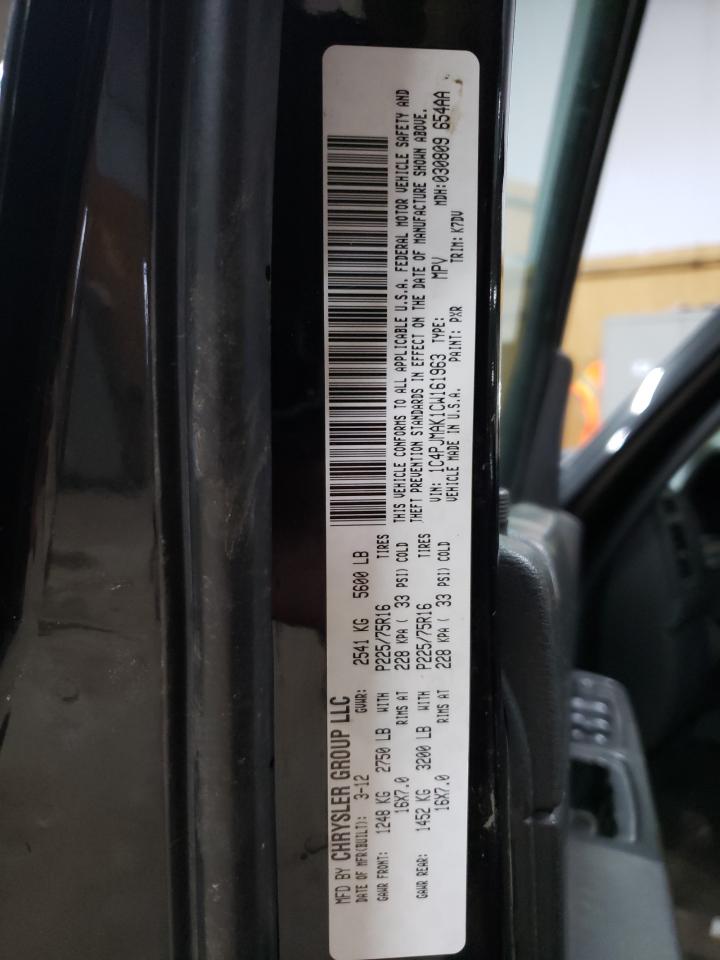 MFD BY CHRYSLER GROUP LLC
DATE OF MFR(BUILT): 3-12 GVWR: 2541 KG 5600 LB
GAWR FRONT: 1248 KG 2750 LB WITH P225/75R16 TIRES
16X7.0 RIMS AT 228 KPA ( 33 PSI) COLD
GAWR REAR: 1452 KG 3200 LB WITH P225/75R16 TIRES
16X7.0 RIMS AT 228 KPA ( 33 PSI) COLD
THIS VEHICLE CONFORMS TO ALL APPLICABLE U.S.A. FEDERAL MOTOR VEHICLE SAFETY AND
THEFT PREVENTION STANDARDS IN EFFECT ON THE DATE OF MANUFACTURE SHOWN ABOVE.
VIN: 1C4PJMAK1CW161963 TYPE: MPV MDH:030809 654AA
VEHICLE MADE IN U.S.A. PAINT: PXR TRIM: K7DV